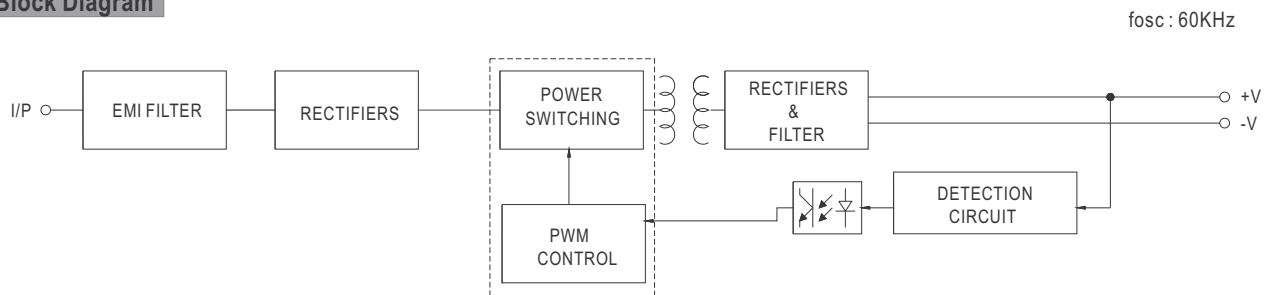 Block Diagram
fosc : 60KHz
I/P
EMI FILTER
RECTIFIERS
POWER
SWITCHING
RECTIFIERS
&
FILTER
+V
-V
DETECTION
CIRCUIT
PWM
CONTROL